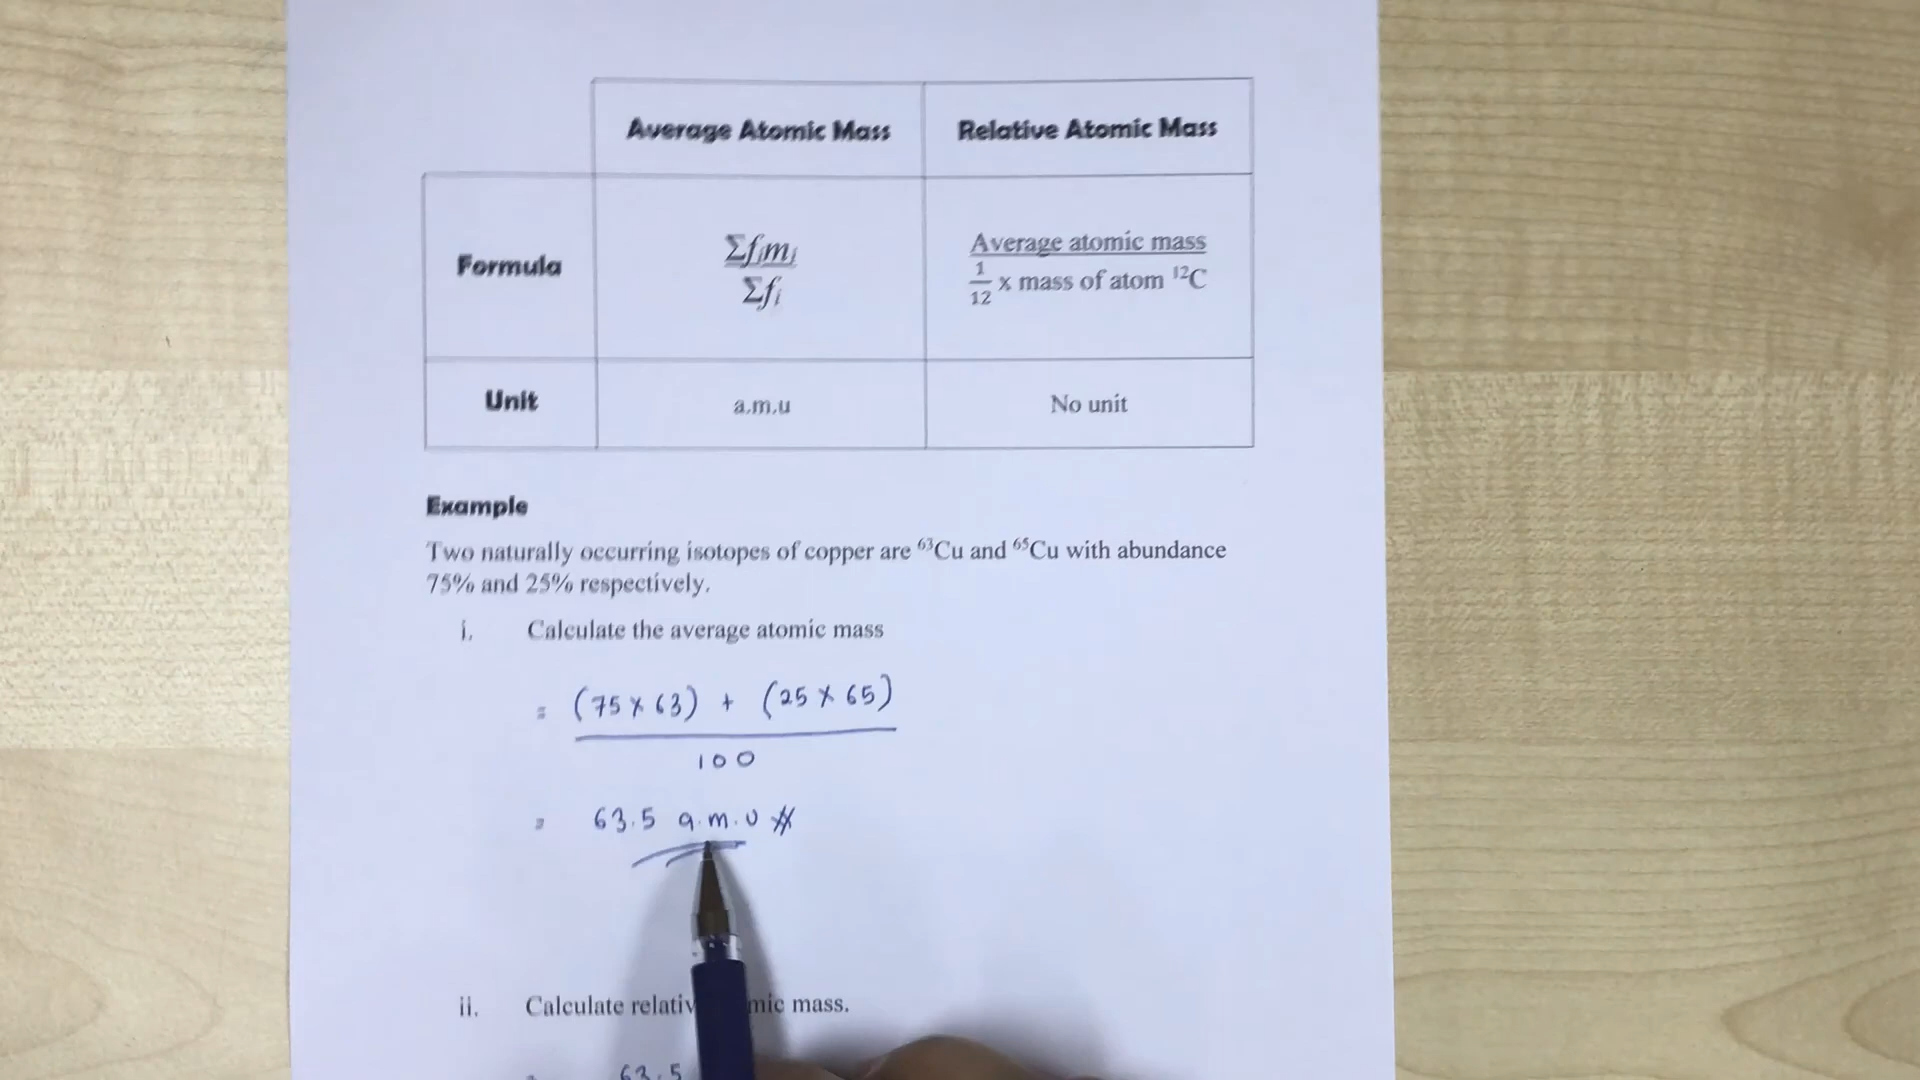 Average Atomic Mass Relative Atomic Mass
Formula
Σfᵢmᵢ
Σfᵢ
Average atomic mass
1/12 x mass of atom ¹²C
Unit a.m.u No unit
Example
Two naturally occurring isotopes of copper are ⁶³Cu and ⁶⁵Cu with abundance
75% and 25% respectively.
i. Calculate the average atomic mass
= (75 x 63) + (25 x 65)
100
= 63.5 a.m.u
ii. Calculate mass.
63.5